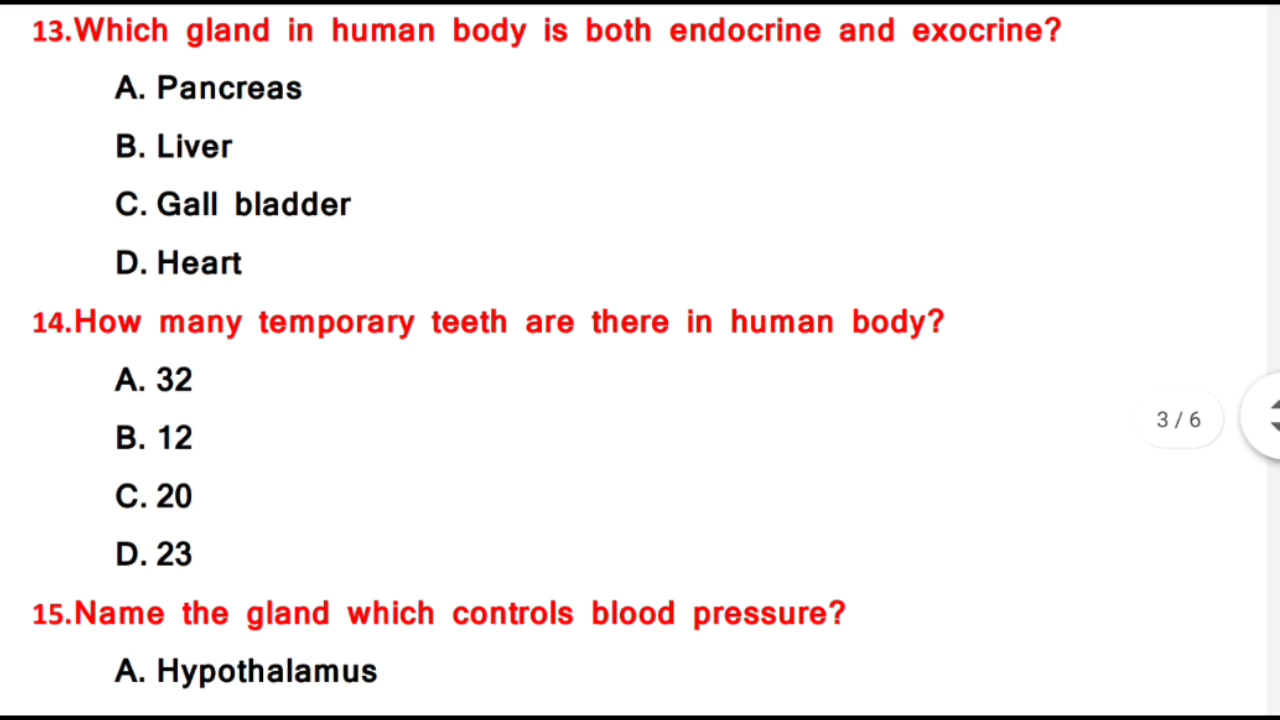 13.Which gland in human body is both endocrine and exocrine?
A. Pancreas
B. Liver
C. Gall bladder
D. Heart
14.How many temporary teeth are there in human body?
A. 32
B. 12
C. 20
D. 23
3 / 6
15.Name the gland which controls blood pressure?
A. Hypothalamus